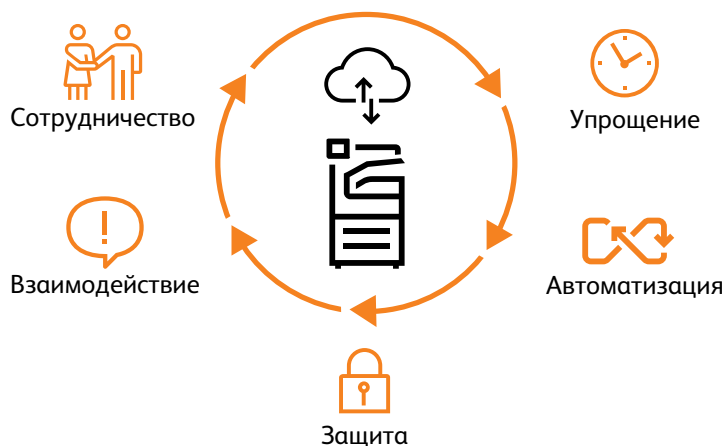 Сотрудничество
Упрощение
Взаимодействие
Автоматизация
Защита